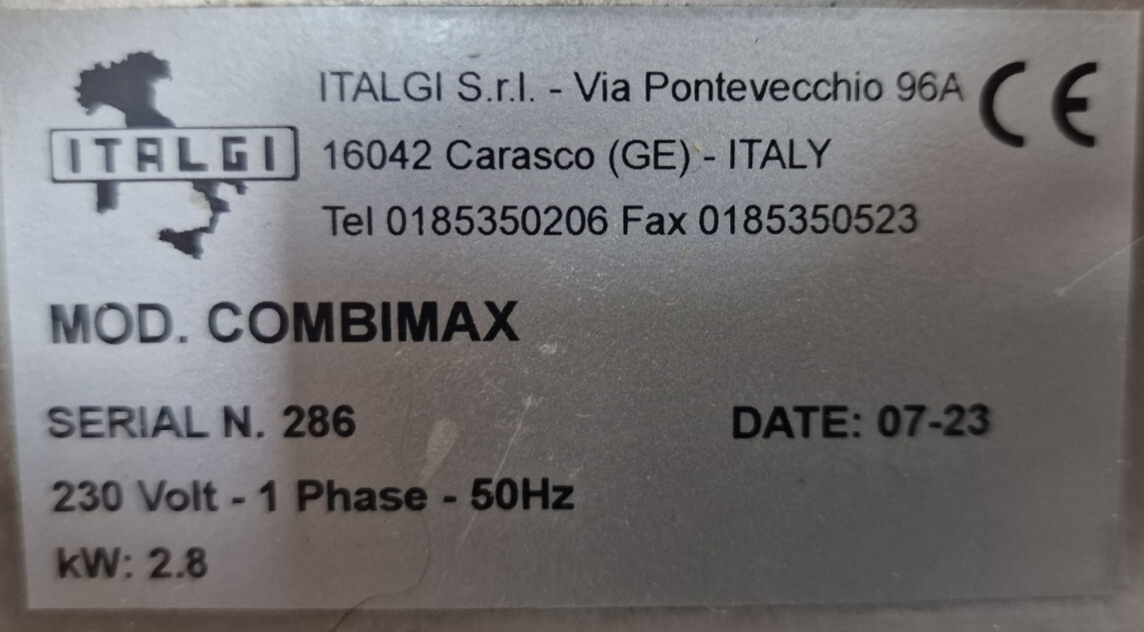 ITALGI
ITALGI S.r.l. - Via Pontevecchio 96A
16042 Carasco (GE) - ITALY
Tel 0185350206 Fax 0185350523
CE
MOD. COMBIMAX
SERIAL N. 286
DATE: 07-23
230 Volt - 1 Phase - 50Hz
kW: 2.8